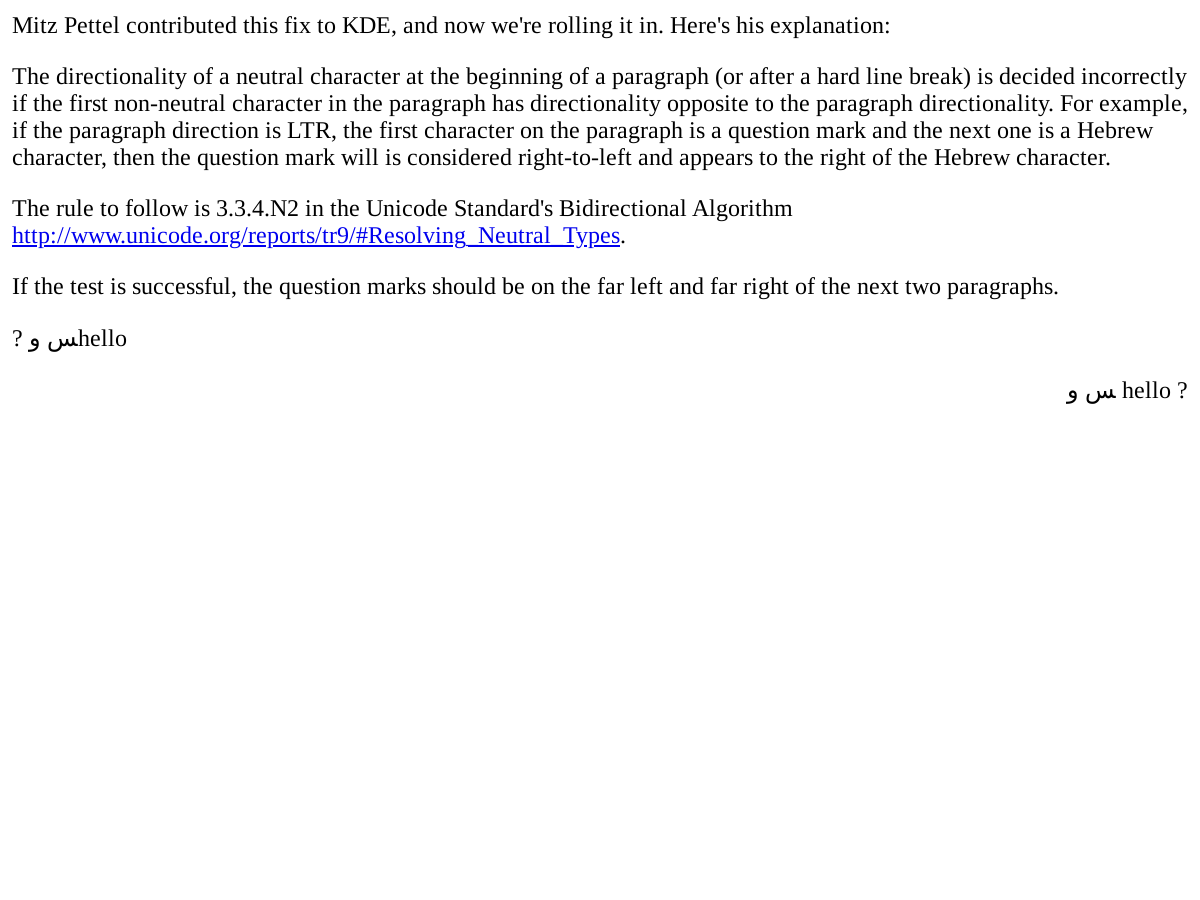 Mitz Pettel contributed this fix to KDE, and now we're rolling it in. Here's his explanation:
The directionality of a neutral character at the beginning of a paragraph (or after a hard line break) is decided incorrectly
if the first non-neutral character in the paragraph has directionality opposite to the paragraph directionality. For example,
if the paragraph direction is LTR, the first character on the paragraph is a question mark and the next one is a Hebrew
character, then the question mark will is considered right-to-left and appears to the right of the Hebrew character.
The rule to follow is 3.3.4.N2 in the Unicode Standard's Bidirectional Algorithm
http://www.unicode.org/reports/tr9/#Resolving_Neutral_Types.
If the test is successful, the question marks should be on the far left and far right of the next two paragraphs.
? س وhello
? hello س و